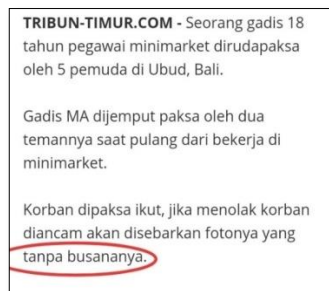 TRIBUN-TIMUR.COM - Seorang gadis 18
tahun pegawai minimarket dirudapaksa
oleh 5 pemuda di Ubud, Bali.
Gadis MA dijemput paksa oleh dua
temannya saat pulang dari bekerja di
minimarket.
Korban dipaksa ikut, jika menolak korban
diancam akan disebarkan fotonya yang
tanpa busananya.